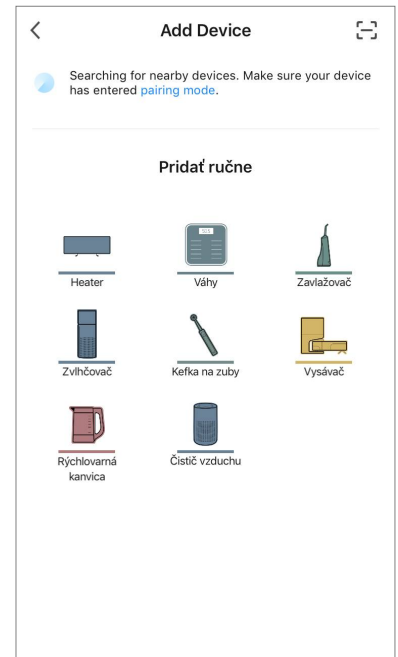 Add Device
Searching for nearby devices. Make sure your device
has entered pairing mode.
Pridať ručne
Heater
Váhy
Zavlažovač
Zvlhčovač
Kefka na zuby
Vysávač
Rýchlovarná
kanvica
Čistič vzduchu